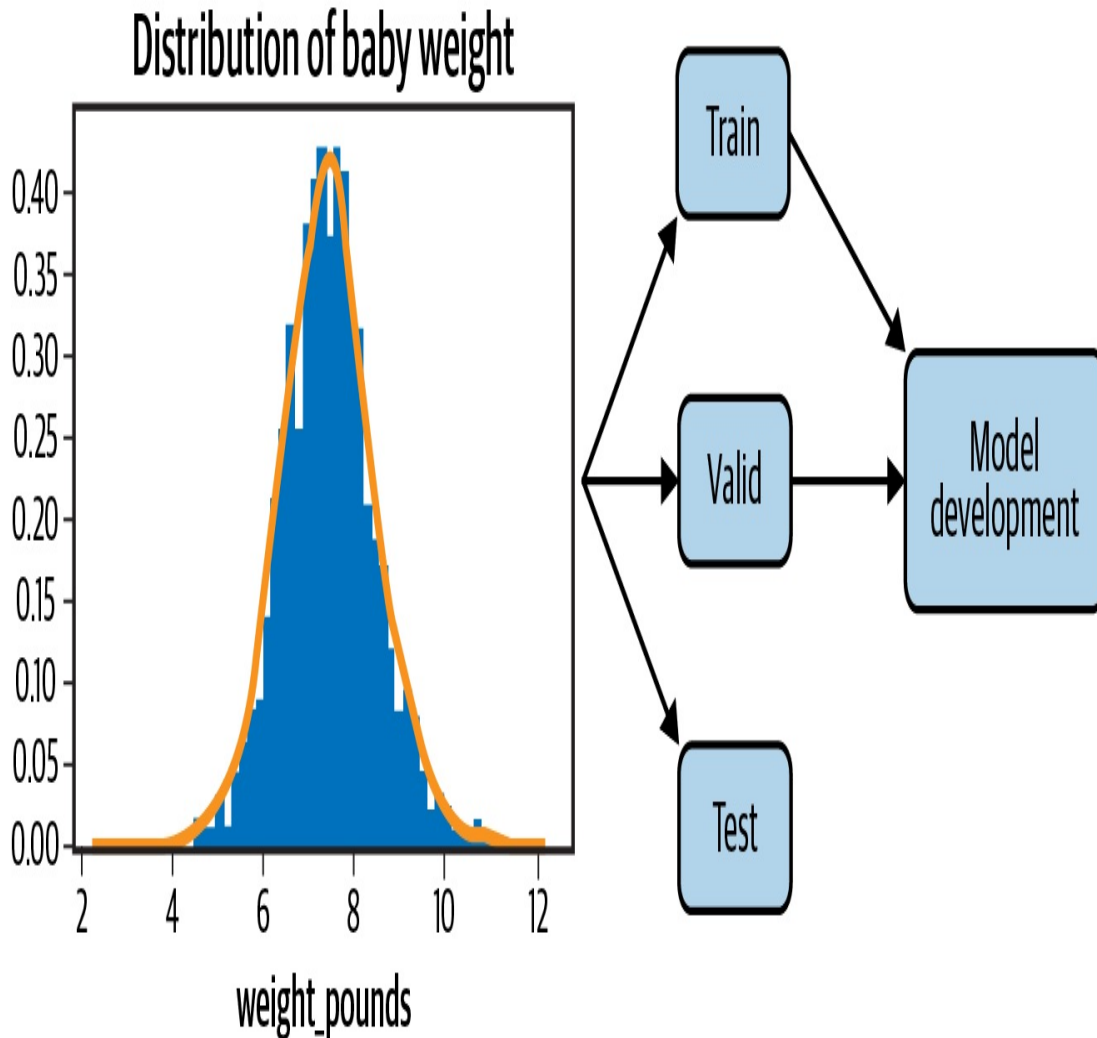 Distribution of baby weight
0.40
0.35
0.30
0.25
0.20
0.15
0.10
0.05
0.00
2 4 6 8 10 12
weight_pounds
Train
Valid
Test
Model
development